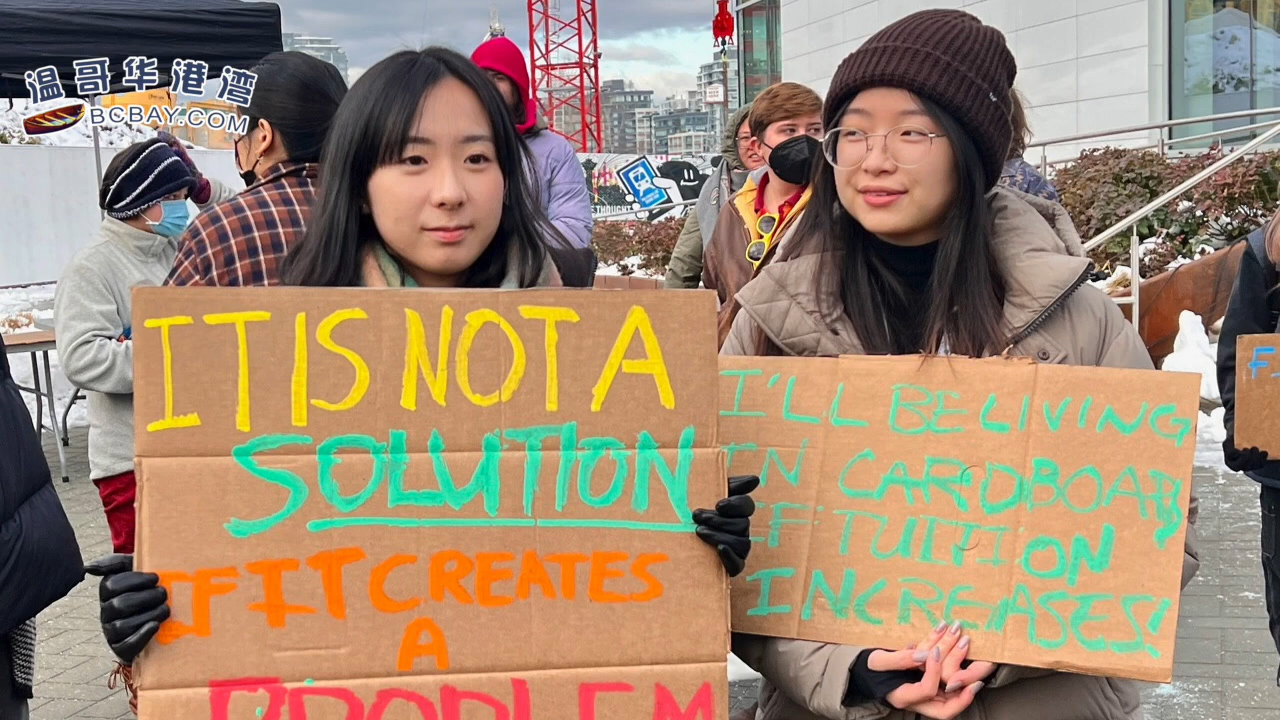 温哥华港湾
BCBAY.COM
IT IS NOT A
SOLUTION
IF IT CREATES
A
PROBLEM
I'LL BE LIVING
IN CARDBOARD
IF TUITION
INCREASES!
THOUGHT